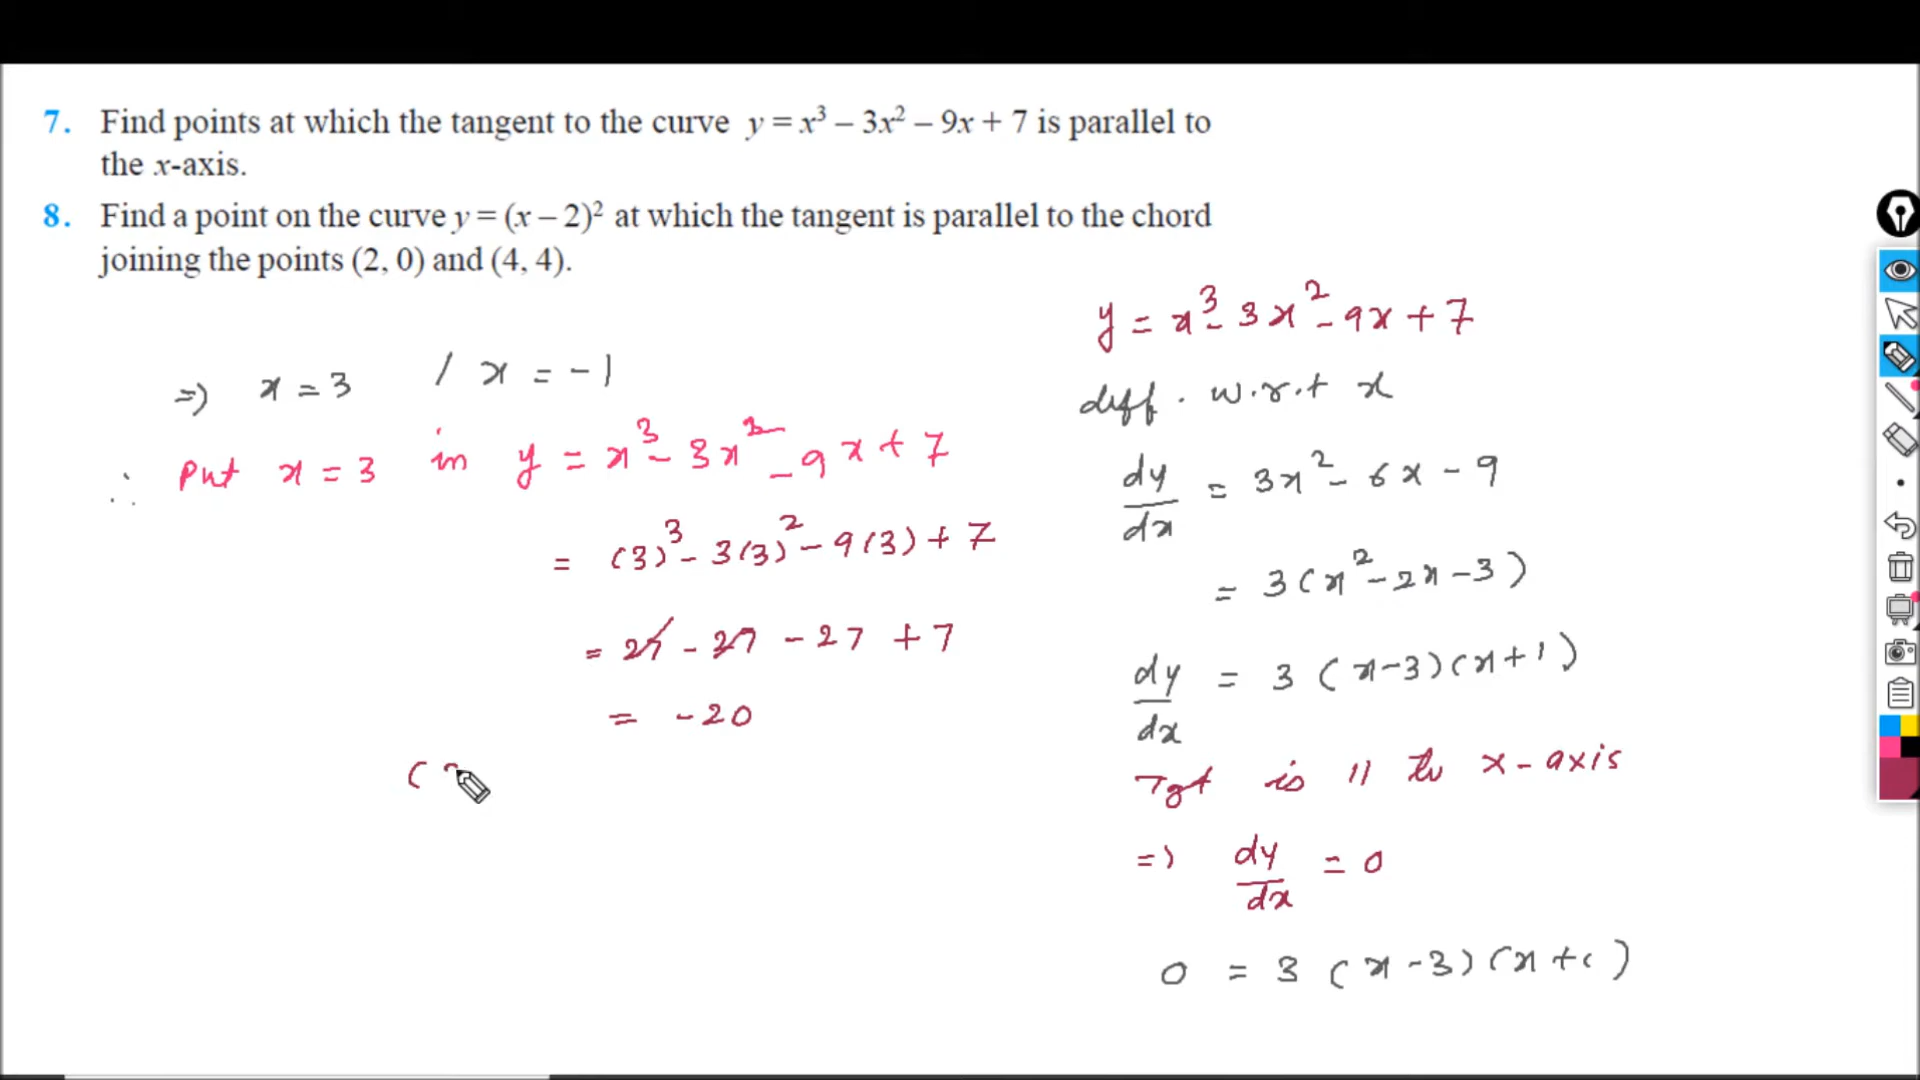 7. Find points at which the tangent to the curve y = x³ – 3x² – 9x + 7 is parallel to
the x-axis.
8. Find a point on the curve y = (x – 2)² at which the tangent is parallel to the chord
joining the points (2, 0) and (4, 4).
y = x³ - 3x² - 9x + 7
diff. w.r.t x
dy/dx = 3x² - 6x - 9
= 3(x² - 2x - 3)
dy/dx = 3(x-3)(x+1)
Tgt is || to x-axis
=) dy/dx = 0
0 = 3(x-3)(x+1)
=) x = 3 / x = -1
∴ Put x = 3 in y = x³ - 3x² - 9x + 7
= (3)³ - 3(3)² - 9(3) + 7
= 27 - 27 - 27 + 7
= -20
(